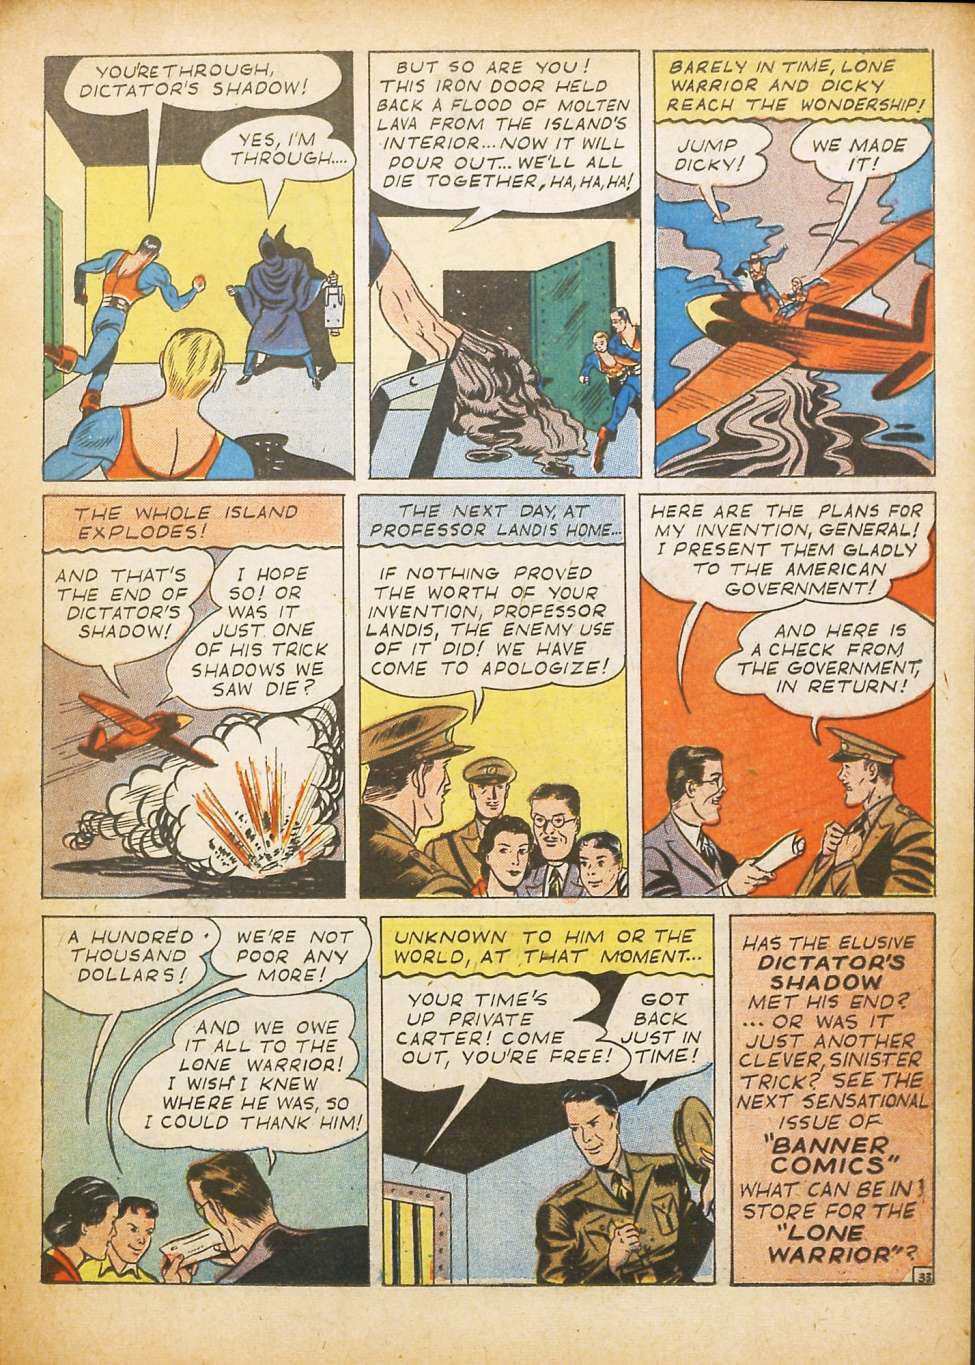 YOU'RE THROUGH,
DICTATOR'S SHADOW!
YES, I'M
THROUGH....
BUT SO ARE YOU!
THIS IRON DOOR HELD
BACK A FLOOD OF MOLTEN
LAVA FROM THE ISLAND'S
INTERIOR... NOW IT WILL
POUR OUT... WE'LL ALL
DIE TOGETHER, HA, HA, HA!
BARELY IN TIME, LONE
WARRIOR AND DICKY
REACH THE WONDERSHIP!
JUMP
DICKY!
WE MADE
IT!
THE WHOLE ISLAND
EXPLODES!
AND THAT'S
THE END OF
DICTATOR'S
SHADOW!
I HOPE
SO! OR
WAS IT
JUST ONE
OF HIS TRICK
SHADOWS WE
SAW DIE?
THE NEXT DAY, AT
PROFESSOR LANDIS HOME...
IF NOTHING PROVED
THE WORTH OF YOUR
INVENTION, PROFESSOR
LANDIS, THE ENEMY USE
OF IT DID! WE HAVE
COME TO APOLOGIZE!
HERE ARE THE PLANS FOR
MY INVENTION, GENERAL!
I PRESENT THEM GLADLY
TO THE AMERICAN
GOVERNMENT!
AND HERE IS
A CHECK FROM
THE GOVERNMENT,
IN RETURN!
A HUNDRED
THOUSAND
DOLLARS!
WE'RE NOT
POOR ANY
MORE!
AND WE OWE
IT ALL TO THE
LONE WARRIOR!
I WISH I KNEW
WHERE HE WAS, SO
I COULD THANK HIM!
UNKNOWN TO HIM OR THE
WORLD, AT THAT MOMENT...
YOUR TIME'S
UP PRIVATE
CARTER! COME
OUT, YOU'RE FREE!
GOT
BACK
JUST IN
TIME!
HAS THE ELUSIVE
DICTATOR'S
SHADOW
MET HIS END?
... OR WAS IT
JUST ANOTHER
CLEVER, SINISTER
TRICK? SEE THE
NEXT SENSATIONAL
ISSUE OF
"BANNER
COMICS"
WHAT CAN BE IN
STORE FOR THE
"LONE
WARRIOR"?
33